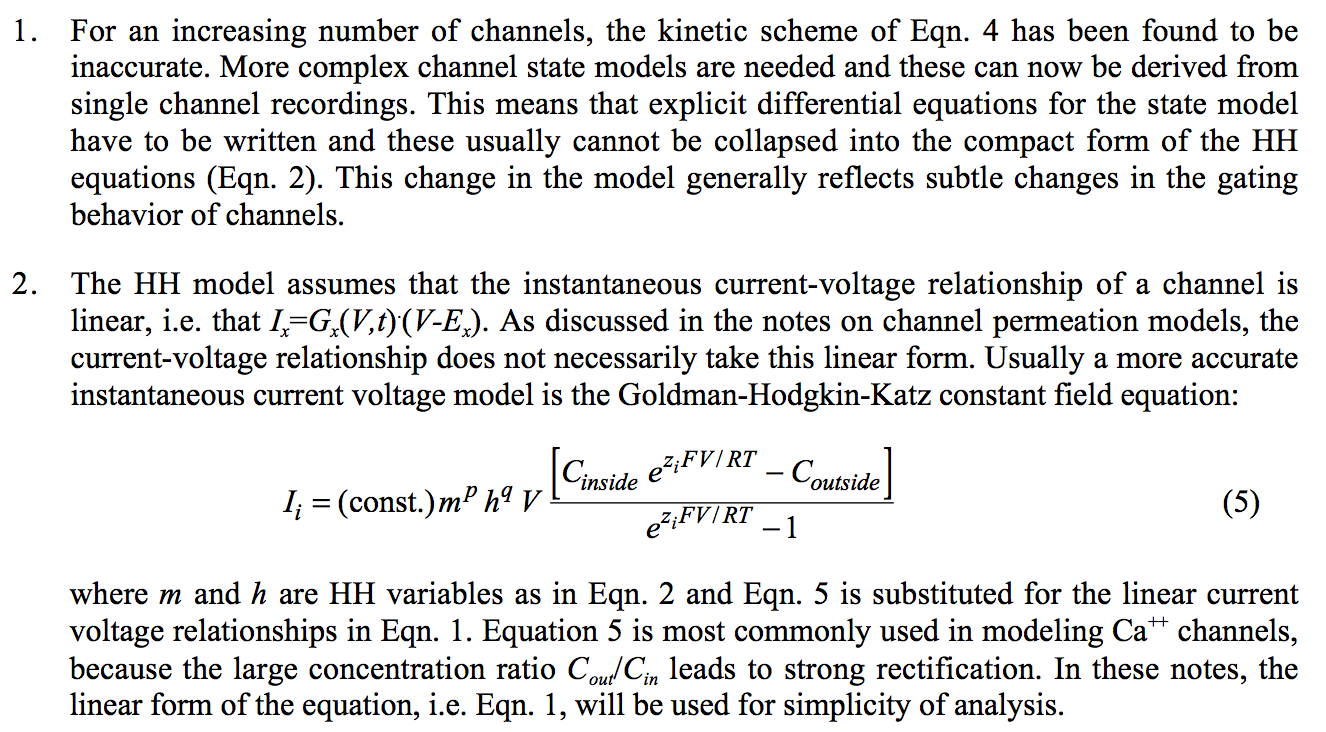 1. For an increasing number of channels, the kinetic scheme of Eqn. 4 has been found to be
inaccurate. More complex channel state models are needed and these can now be derived from
single channel recordings. This means that explicit differential equations for the state model
have to be written and these usually cannot be collapsed into the compact form of the HH
equations (Eqn. 2). This change in the model generally reflects subtle changes in the gating
behavior of channels.
2. The HH model assumes that the instantaneous current-voltage relationship of a channel is
linear, i.e. that Iₓ=Gₓ(V,t)·(V-Eₓ). As discussed in the notes on channel permeation models, the
current-voltage relationship does not necessarily take this linear form. Usually a more accurate
instantaneous current voltage model is the Goldman-Hodgkin-Katz constant field equation:
I_i = (const.) m^p h^q V [C_inside e^{z_i FV/RT} – C_outside] / (e^{z_i FV/RT} – 1) (5)
where m and h are HH variables as in Eqn. 2 and Eqn. 5 is substituted for the linear current
voltage relationships in Eqn. 1. Equation 5 is most commonly used in modeling Ca⁺⁺ channels,
because the large concentration ratio C_out/C_in leads to strong rectification. In these notes, the
linear form of the equation, i.e. Eqn. 1, will be used for simplicity of analysis.